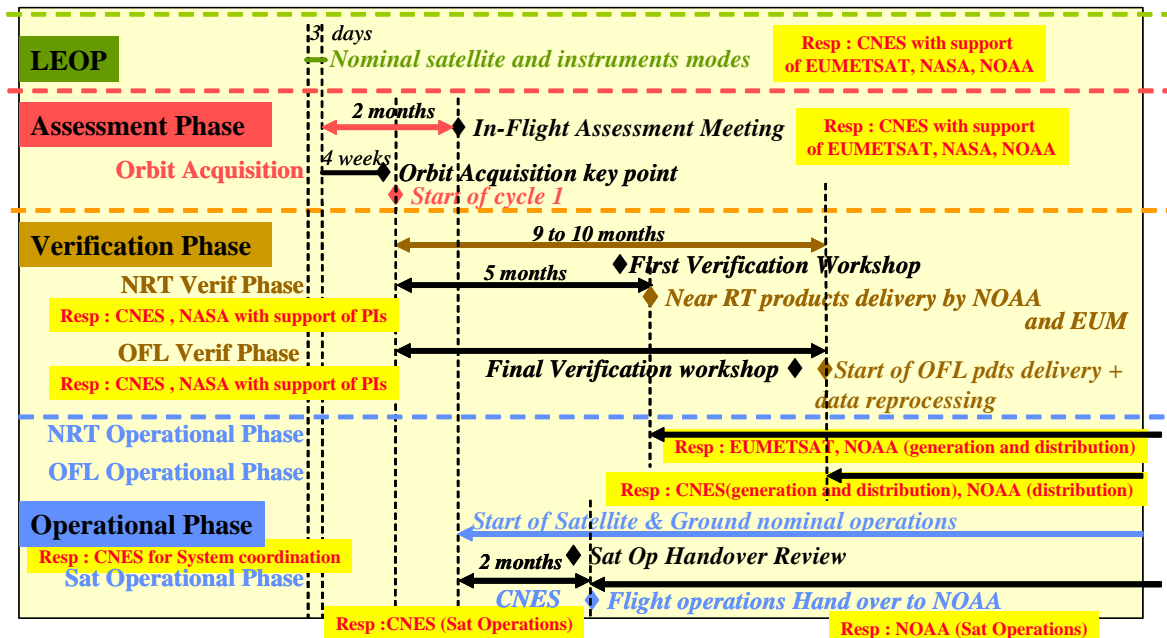 3 days
LEOP
Nominal satellite and instruments modes
Resp : CNES with support
of EUMETSAT, NASA, NOAA
2 months
Assessment Phase
In-Flight Assessment Meeting
Resp : CNES with support
of EUMETSAT, NASA, NOAA
4 weeks
Orbit Acquisition
Orbit Acquisition key point
Start of cycle 1
9 to 10 months
Verification Phase
First Verification Workshop
5 months
NRT Verif Phase
Near RT products delivery by NOAA
and EUM
Resp : CNES , NASA with support of PIs
OFL Verif Phase
Final Verification workshop
Start of OFL pdts delivery +
data reprocessing
Resp : CNES , NASA with support of PIs
NRT Operational Phase
Resp : EUMETSAT, NOAA (generation and distribution)
OFL Operational Phase
Resp : CNES(generation and distribution), NOAA (distribution)
Operational Phase
Start of Satellite & Ground nominal operations
Resp : CNES for System coordination
Sat Op Handover Review
2 months
Sat Operational Phase
CNES
Flight operations Hand over to NOAA
Resp :CNES (Sat Operations)
Resp : NOAA (Sat Operations)